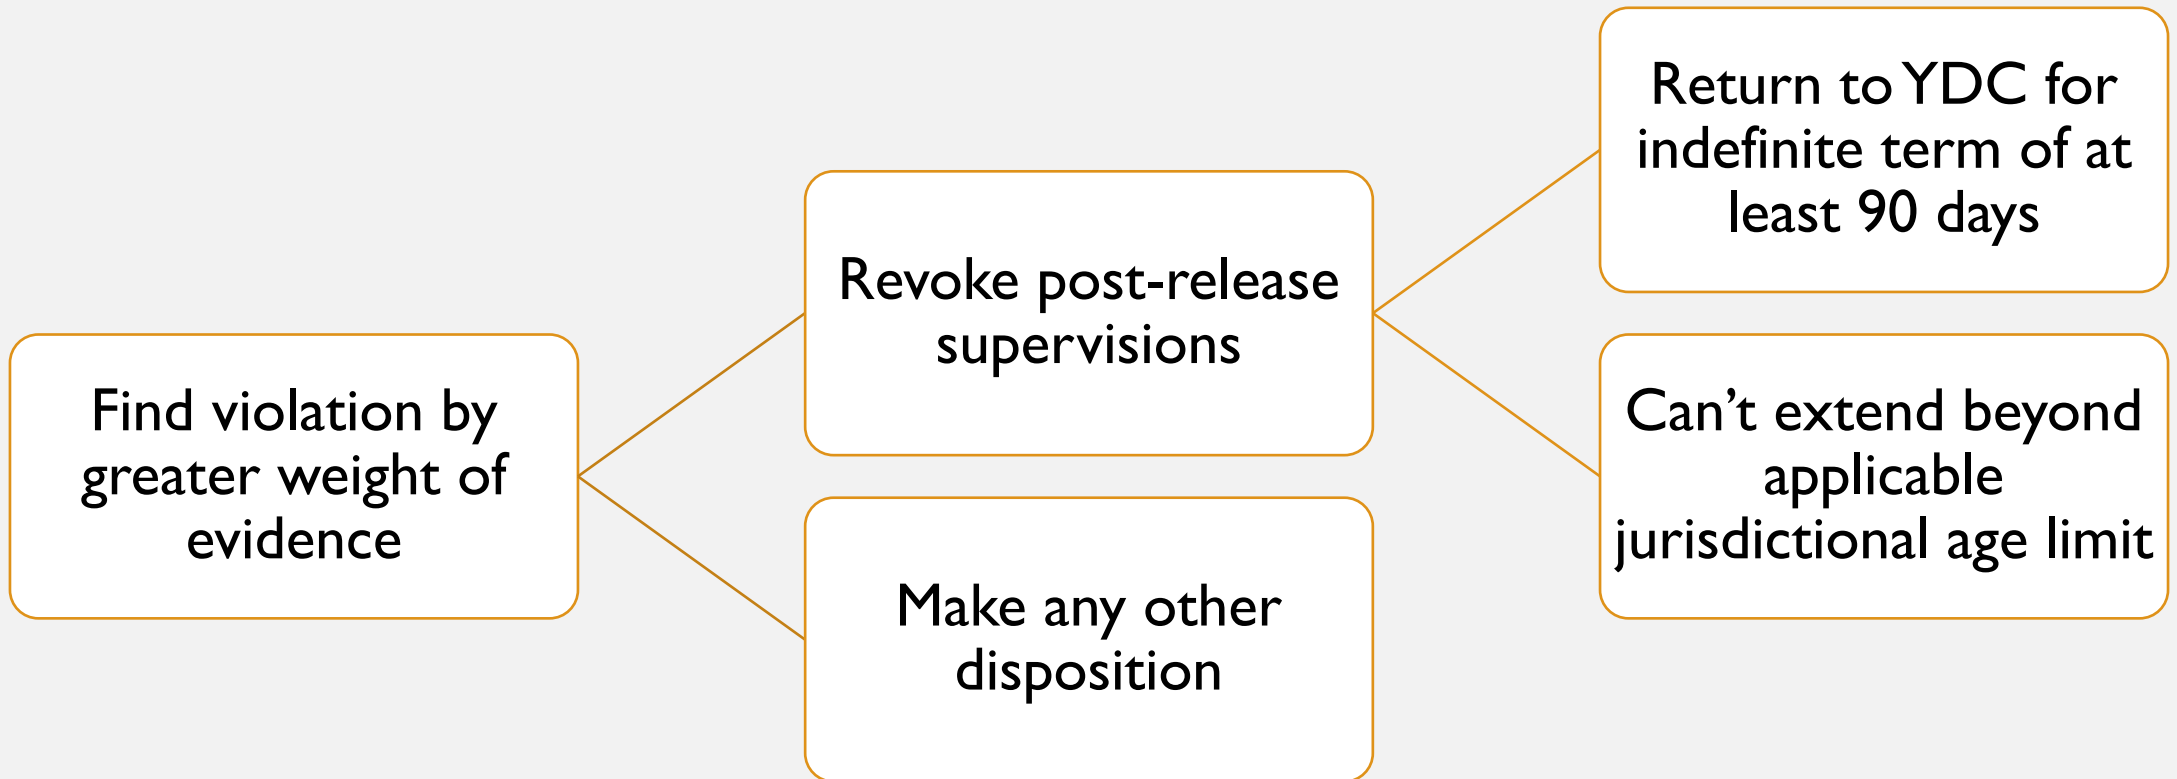 Find violation by
greater weight of
evidence
Revoke post-release
supervisions
Make any other
disposition
Return to YDC for
indefinite term of at
least 90 days
Can’t extend beyond
applicable
jurisdictional age limit